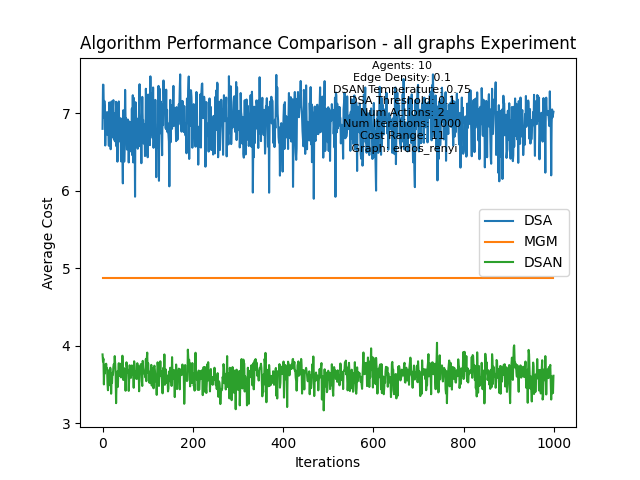 Algorithm Performance Comparison - all graphs Experiment
Agents: 10
Edge Density: 0.1
DSAN Temperature: 0.75
DSA Threshold: 0.1
Num Actions: 2
Num Iterations: 1000
Cost Range: 11
Graph: erdos_renyi
7
6
5
4
3
Average Cost
DSA
MGM
DSAN
0
200
400
600
800
1000
Iterations